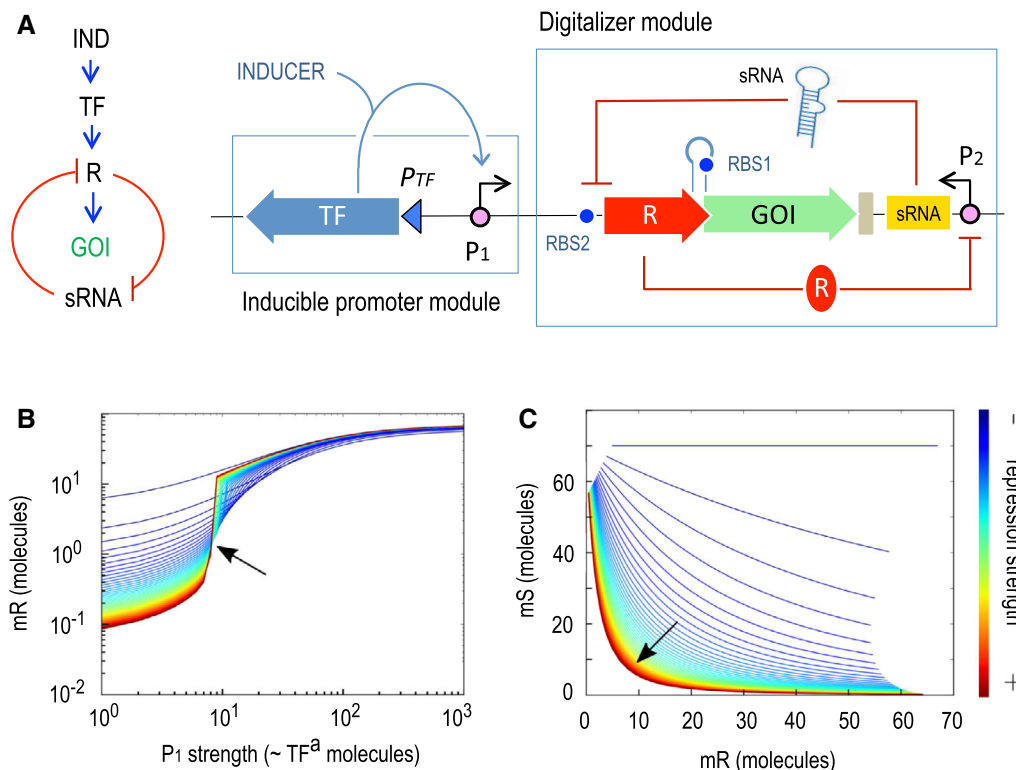 A
IND
TF
R
GOI
sRNA
INDUCER
TF
PTF
P1
Inducible promoter module
Digitalizer module
sRNA
RBS1
RBS2
R
GOI
sRNA
P2
R
B
mR (molecules)
10^1
10^0
10^-1
10^-2
10^0 10^1 10^2 10^3
P1 strength (~ TF^a molecules)
C
mS (molecules)
60
40
20
0
0 10 20 30 40 50 60 70
mR (molecules)
-
repression strength
+